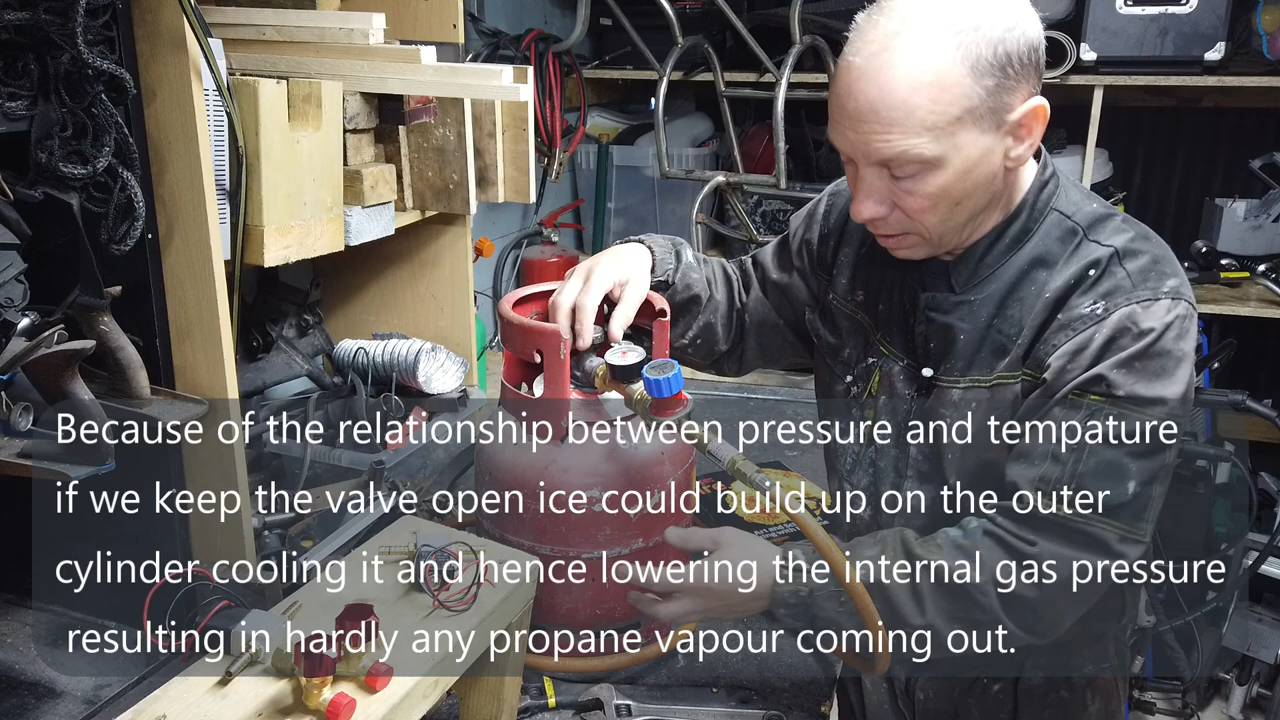 Because of the relationship between pressure and tempature
if we keep the valve open ice could build up on the outer
cylinder cooling it and hence lowering the internal gas pressure
resulting in hardly any propane vapour coming out.